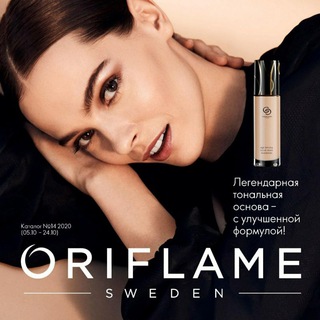 Легендарная
тональная
основа –
с улучшенной
формулой!
Каталог №14 2020
(05.10 – 24.10)
ORIFLAME
SWEDEN